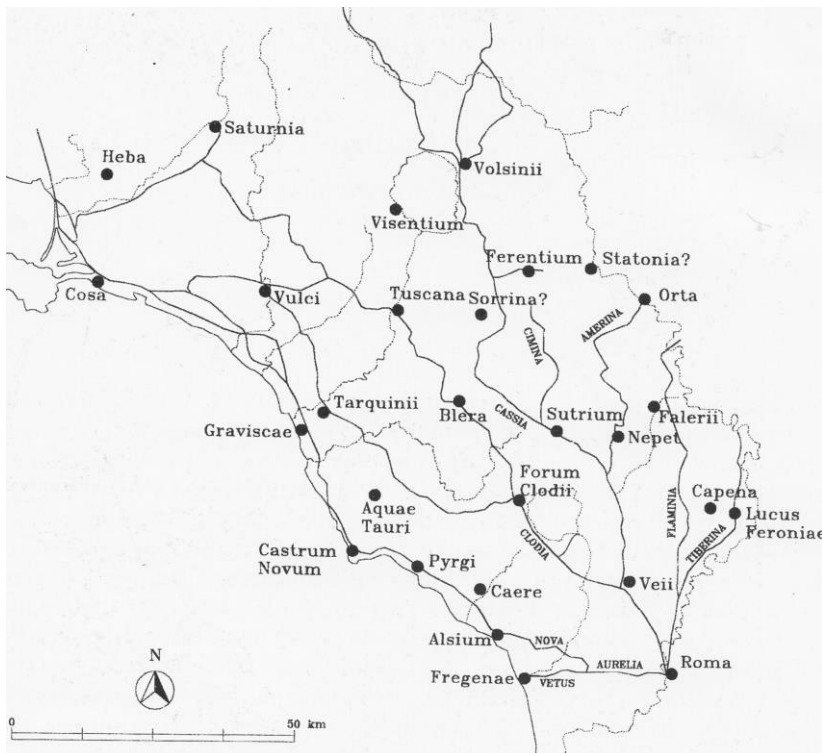 Saturnia
Heba
Volsinii
Visentium
Ferentium
Statonia?
Cosa
Vulci
Tuscana
Sorrina?
Orta
CIMINA
AMERINA
Tarquinii
Graviscae
Blera
CASSIA
Sutrium
Falerii
Nepet
Aquae
Tauri
Forum
Clodii
FLAMINIA
Capena
Lucus
Feroniae
Castrum
Novum
Pyrgi
CLODIA
TIBERINA
Caere
Veii
Alsium
NOVA
Fregenae
VETUS
AURELIA
Roma
N
0
50 km